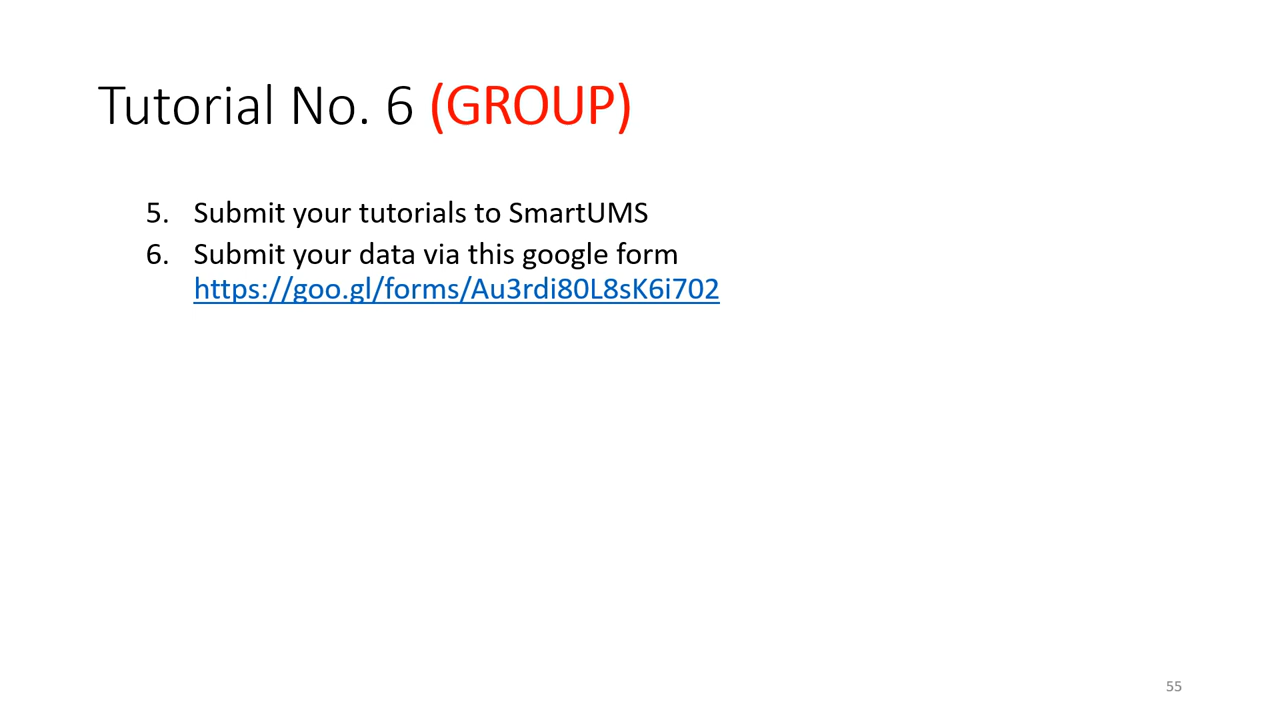 Tutorial No. 6 (GROUP)
5. Submit your tutorials to SmartUMS
6. Submit your data via this google form
https://goo.gl/forms/Au3rdi80L8sK6i702
55